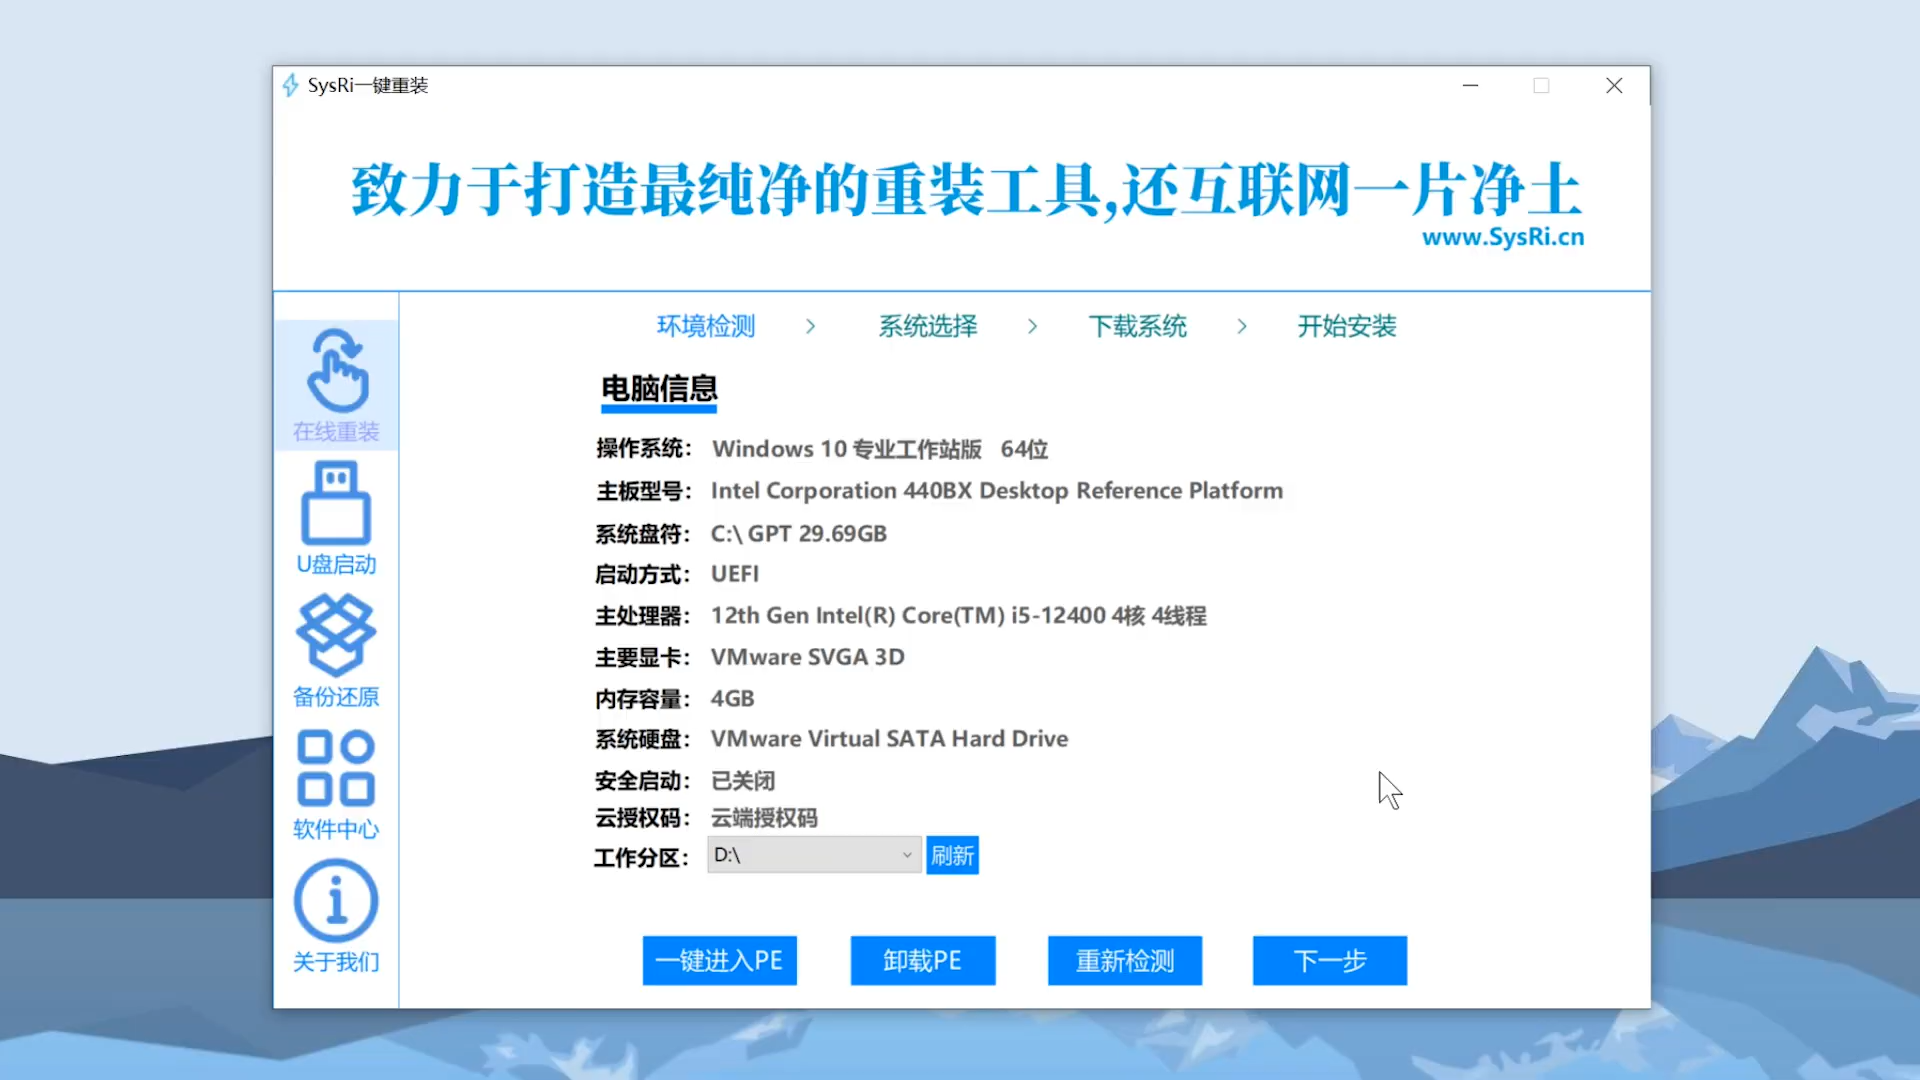 SysRi一键重装
致力于打造最纯净的重装工具,还互联网一片净土
www.SysRi.cn
在线重装
U盘启动
备份还原
软件中心
关于我们
环境检测 > 系统选择 > 下载系统 > 开始安装
电脑信息
操作系统： Windows 10 专业工作站版 64位
主板型号： Intel Corporation 440BX Desktop Reference Platform
系统盘符： C:\ GPT 29.69GB
启动方式： UEFI
主处理器： 12th Gen Intel(R) Core(TM) i5-12400 4核 4线程
主要显卡： VMware SVGA 3D
内存容量： 4GB
系统硬盘： VMware Virtual SATA Hard Drive
安全启动： 已关闭
云授权码： 云端授权码
工作分区： D:\ 刷新
一键进入PE 卸载PE 重新检测 下一步